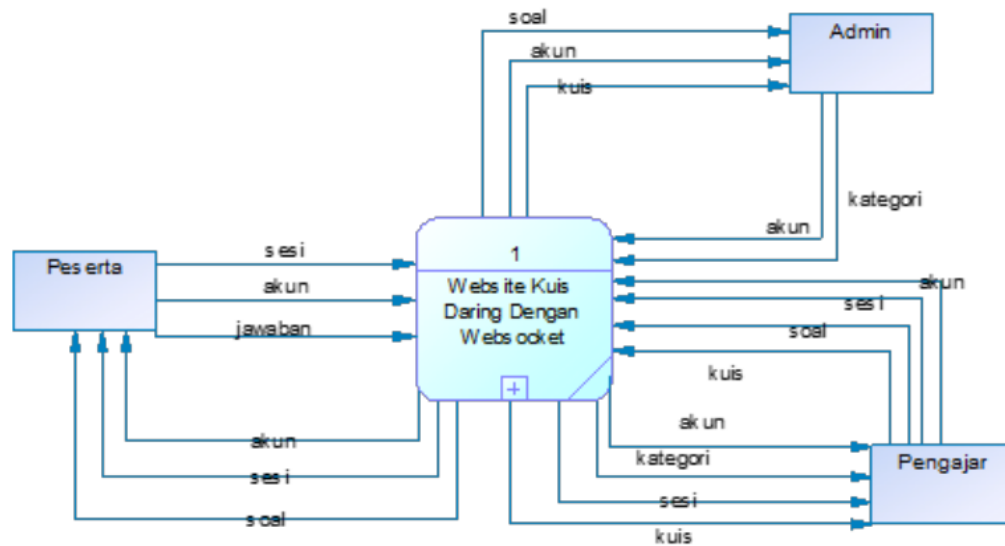 soal
Admin
akun
kuis
kategori
akun
1
Website Kuis
Daring Dengan
Websocket
Peserta
sesi
akun
jawaban
akun
sesi
soal
kuis
akun
sesi
soal
akun
kategori
Pengajar
sesi
kuis